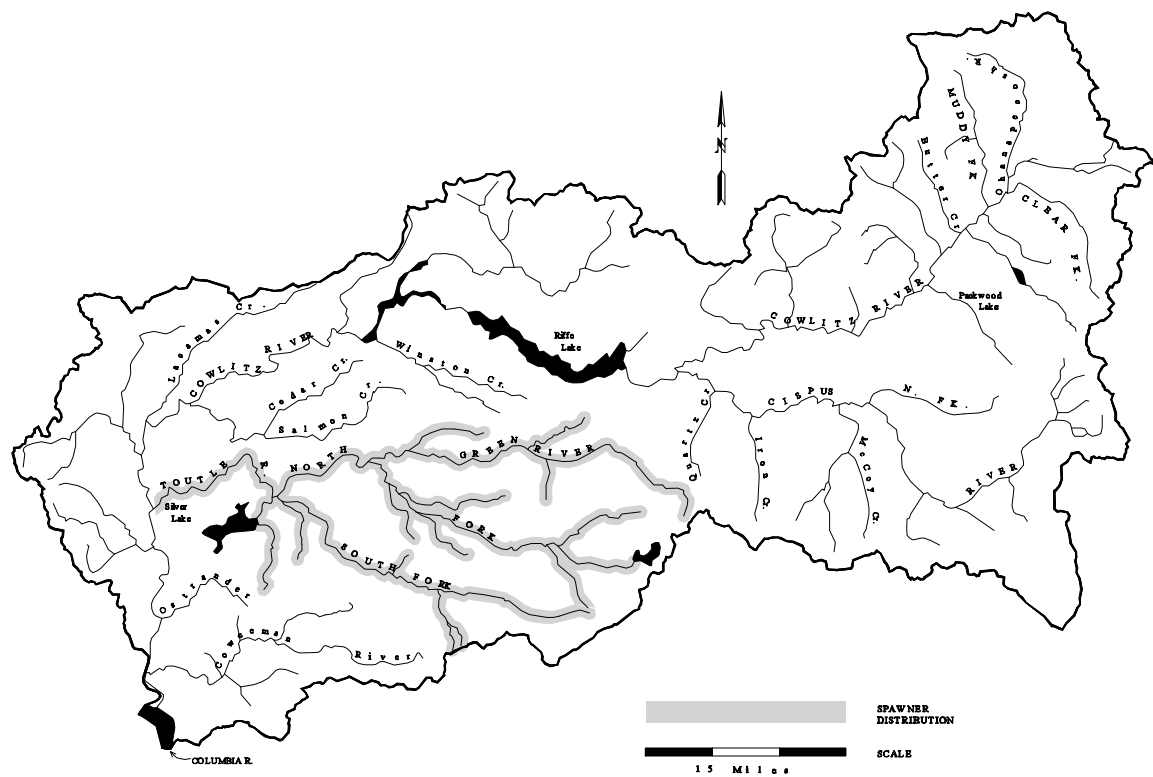 Ohanapecosh R.
MUDDY FK.
Butter Cr.
N
CLEAR FK.
Packwood
Lake
Lacamas Cr.
COWLITZ RIVER
COWLITZ RIVER
Riffe
Lake
Winston Cr.
Cedar Cr.
Salmon Cr.
CISPUS
N. FK.
Quartz Cr
GREEN RIVER
Iron Cr.
McCoy Cr.
RIVER
TOUTLE R.
NORTH
Silver
Lake
FORK
SOUTH FORK
Ostrander
Coweeman
River
SPAWNER
DISTRIBUTION
SCALE
15 Miles
COLUMBIA R.